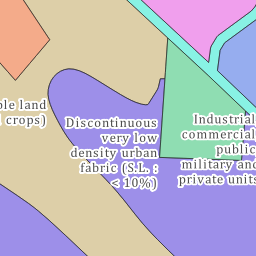 ble land
crops)
Discontinuous
very low
density urban
fabric (S.L. :
< 10%)
Industrial
commercial
public
military and
private units